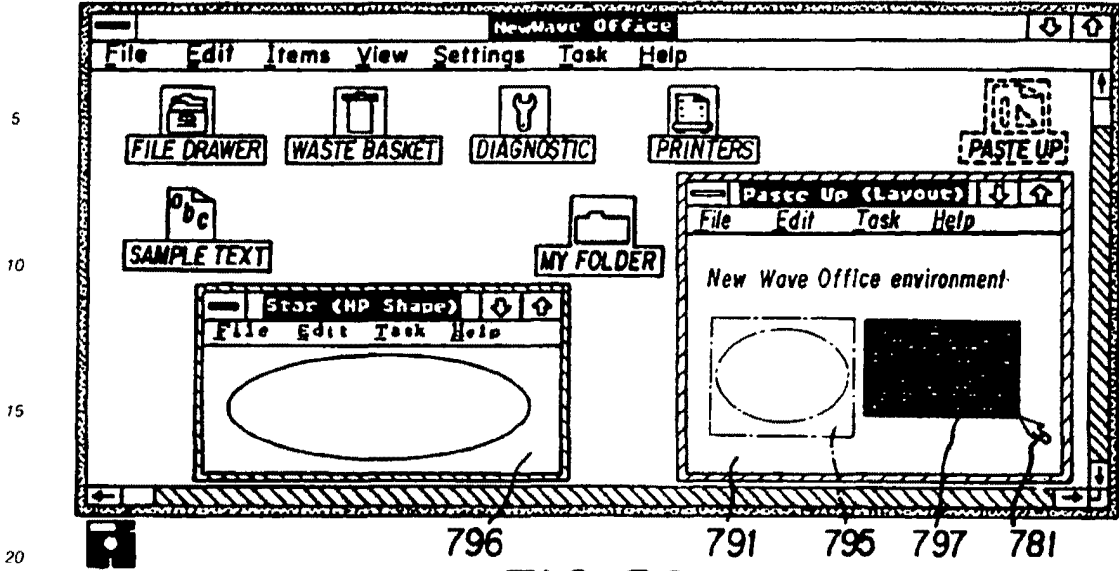 NewWave Office
File Edit Items View Settings Task Help
5
FILE DRAWER WASTE BASKET DIAGNOSTIC PRINTERS PASTE UP
Paste Up (Layout)
File Edit Task Help
abc
SAMPLE TEXT MY FOLDER
10
New Wave Office environment
Star (HP Shape)
File Edit Task Help
15
796 791 795 797 781
20